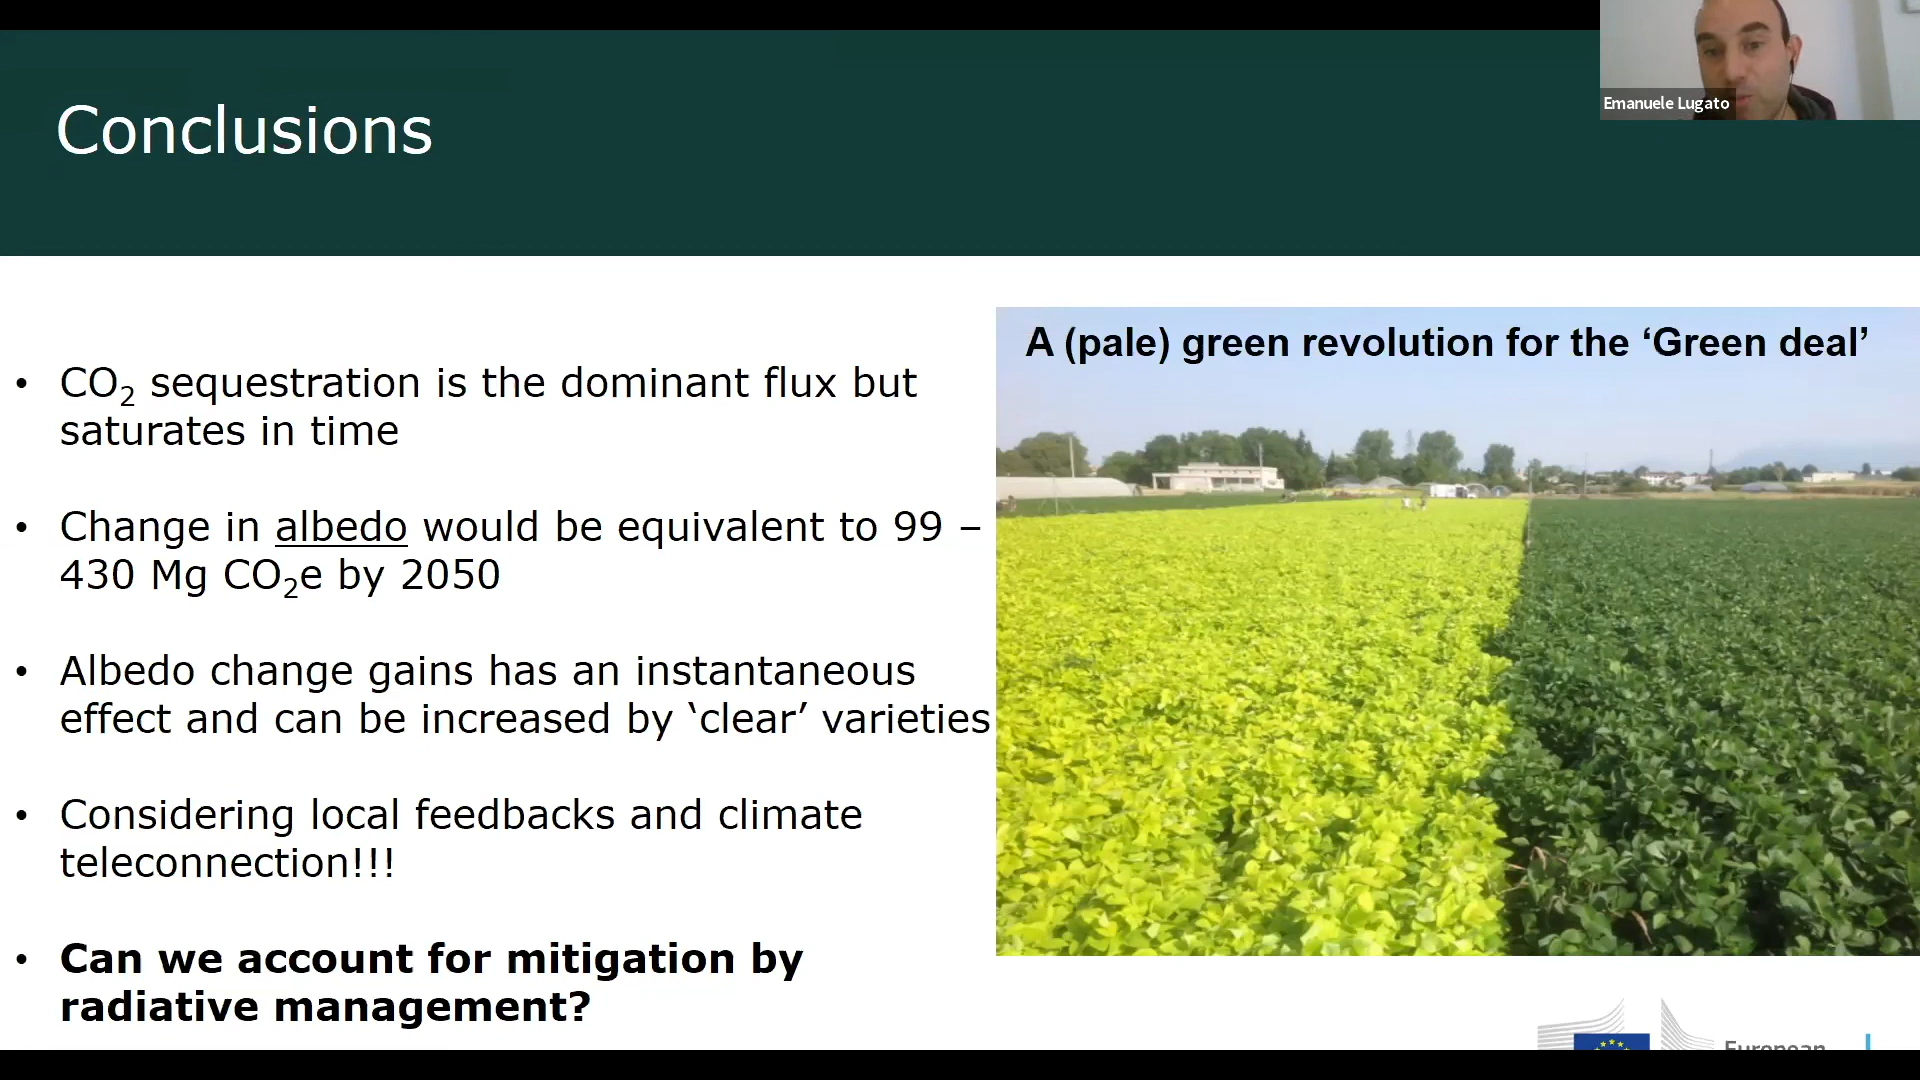 Emanuele Lugato
Conclusions
A (pale) green revolution for the ‘Green deal’
• CO₂ sequestration is the dominant flux but
saturates in time
• Change in albedo would be equivalent to 99 –
430 Mg CO₂e by 2050
• Albedo change gains has an instantaneous
effect and can be increased by ‘clear’ varieties
• Considering local feedbacks and climate
teleconnection!!!
• Can we account for mitigation by
radiative management?
European